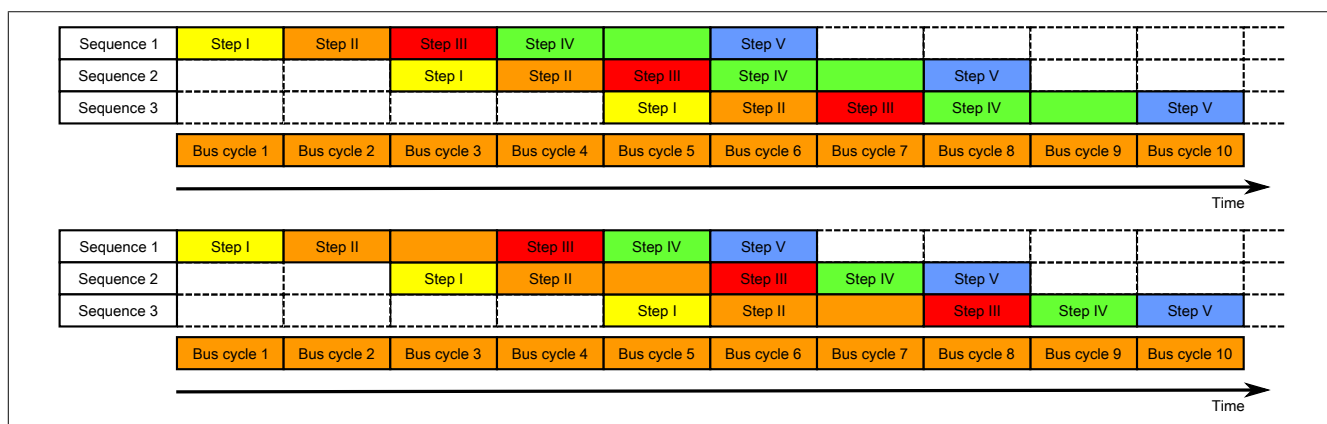 Sequence 1 Step I Step II Step III Step IV Step V
Sequence 2 Step I Step II Step III Step IV Step V
Sequence 3 Step I Step II Step III Step IV Step V
Bus cycle 1 Bus cycle 2 Bus cycle 3 Bus cycle 4 Bus cycle 5 Bus cycle 6 Bus cycle 7 Bus cycle 8 Bus cycle 9 Bus cycle 10
Time
Sequence 1 Step I Step II Step III Step IV Step V
Sequence 2 Step I Step II Step III Step IV Step V
Sequence 3 Step I Step II Step III Step IV Step V
Bus cycle 1 Bus cycle 2 Bus cycle 3 Bus cycle 4 Bus cycle 5 Bus cycle 6 Bus cycle 7 Bus cycle 8 Bus cycle 9 Bus cycle 10
Time